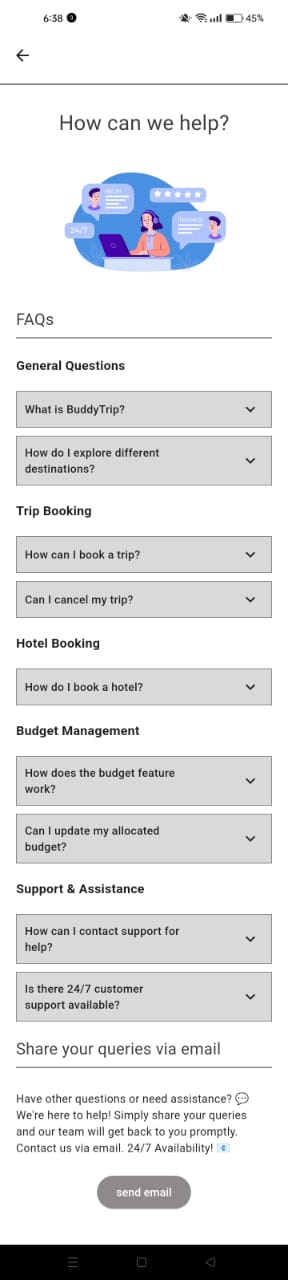 6:38
45%
How can we help?
HELP!
24/7
THANKS!
FAQs
General Questions
What is BuddyTrip?
How do I explore different
destinations?
Trip Booking
How can I book a trip?
Can I cancel my trip?
Hotel Booking
How do I book a hotel?
Budget Management
How does the budget feature
work?
Can I update my allocated
budget?
Support & Assistance
How can I contact support for
help?
Is there 24/7 customer
support available?
Share your queries via email
Have other questions or need assistance? 💬
We're here to help! Simply share your queries
and our team will get back to you promptly.
Contact us via email. 24/7 Availability! 📧
send email